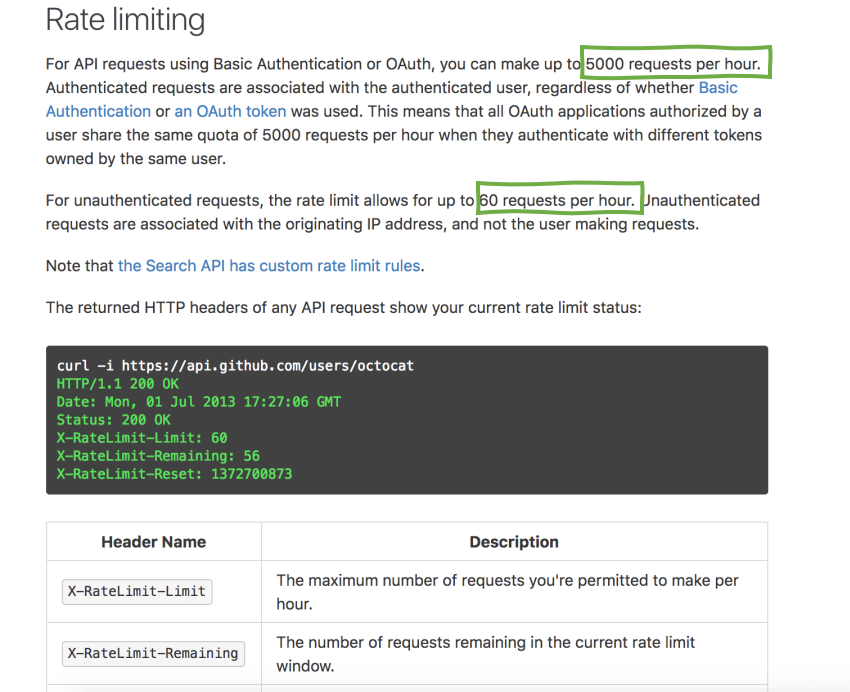 Rate limiting
For API requests using Basic Authentication or OAuth, you can make up to 5000 requests per hour.
Authenticated requests are associated with the authenticated user, regardless of whether Basic
Authentication or an OAuth token was used. This means that all OAuth applications authorized by a
user share the same quota of 5000 requests per hour when they authenticate with different tokens
owned by the same user.
For unauthenticated requests, the rate limit allows for up to 60 requests per hour. Unauthenticated
requests are associated with the originating IP address, and not the user making requests.
Note that the Search API has custom rate limit rules.
The returned HTTP headers of any API request show your current rate limit status:
curl -i https://api.github.com/users/octocat
HTTP/1.1 200 OK
Date: Mon, 01 Jul 2013 17:27:06 GMT
Status: 200 OK
X-RateLimit-Limit: 60
X-RateLimit-Remaining: 56
X-RateLimit-Reset: 1372700873
Header Name Description
X-RateLimit-Limit The maximum number of requests you're permitted to make per
hour.
X-RateLimit-Remaining The number of requests remaining in the current rate limit
window.